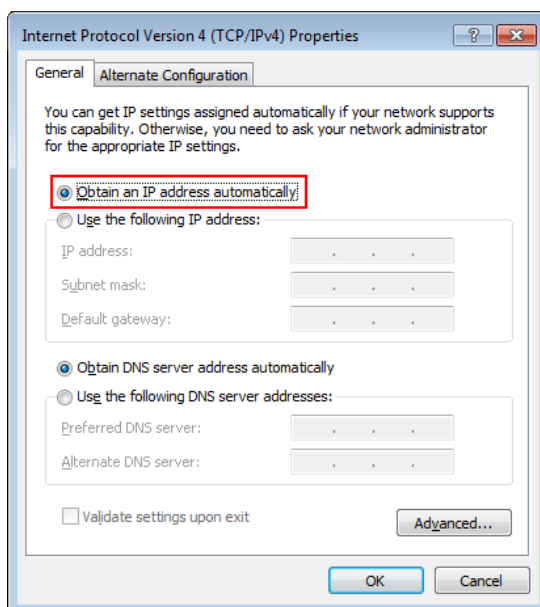 Internet Protocol Version 4 (TCP/IPv4) Properties
General
Alternate Configuration
You can get IP settings assigned automatically if your network supports
this capability. Otherwise, you need to ask your network administrator
for the appropriate IP settings.
Obtain an IP address automatically
Use the following IP address:
IP address:
Subnet mask:
Default gateway:
Obtain DNS server address automatically
Use the following DNS server addresses:
Preferred DNS server:
Alternate DNS server:
Validate settings upon exit
Advanced...
OK
Cancel